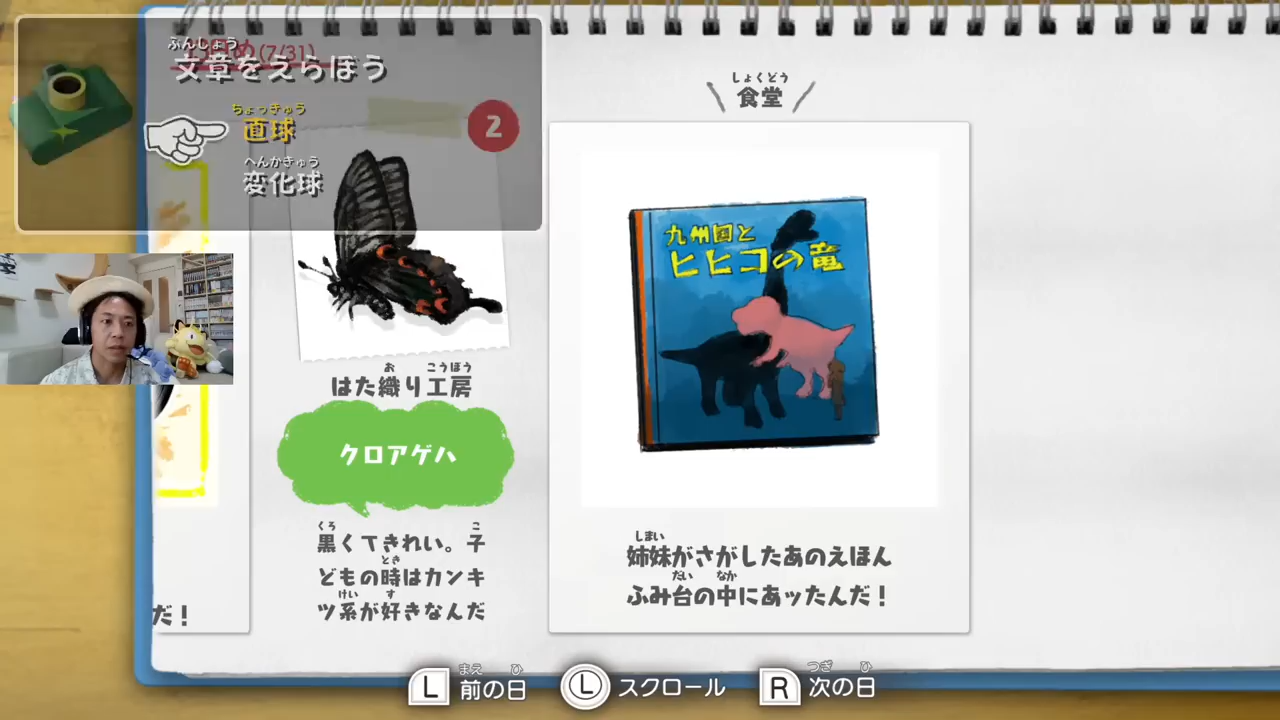 ぶんしょう
文章をえらぼう
(7/31)
ちょっきゅう
直球
へんかきゅう
変化球
2
しょくどう
食堂
九州国と
ヒヒコの竜
お こうぼう
はた織り工房
クロアゲハ
くろ こ
黒くてきれい。子
とき
どもの時はカンキ
けい す
ツ系が好きなんだ
しまい
姉妹がさがしたあのえほん
だい なか
ふみ台の中にあッたんだ!
だ!
まえ ひ
L 前の日
L スクロール
つぎ ひ
R 次の日